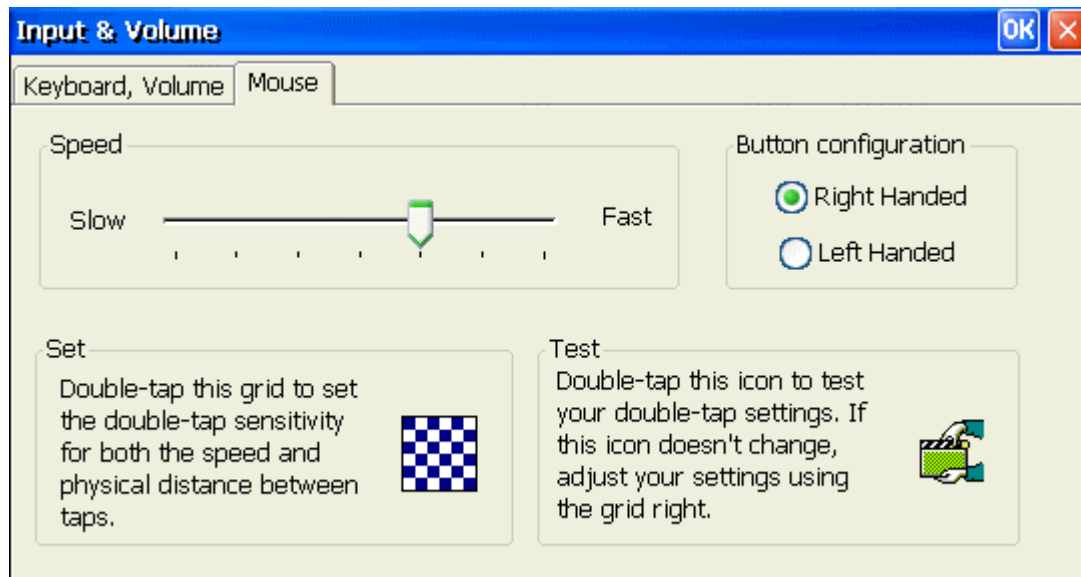 Input & Volume
OK
Keyboard, Volume
Mouse
Speed
Slow
Fast
Button configuration
Right Handed
Left Handed
Set
Double-tap this grid to set
the double-tap sensitivity
for both the speed and
physical distance between
taps.
Test
Double-tap this icon to test
your double-tap settings. If
this icon doesn't change,
adjust your settings using
the grid right.